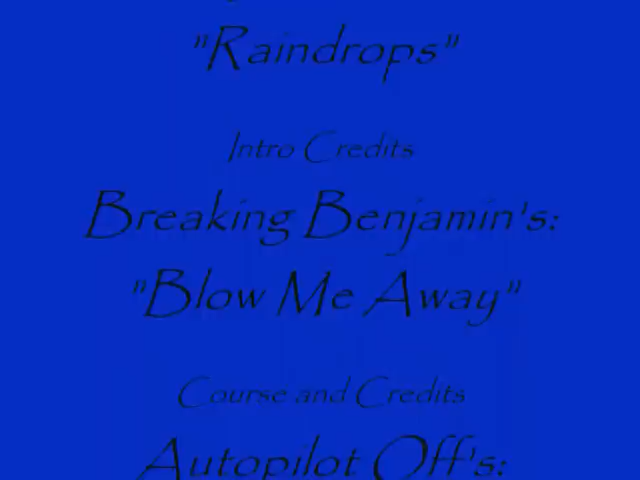 "Raindrops"
Intro Credits
Breaking Benjamin's:
"Blow Me Away"
Course and Credits
Autopilot Off's: